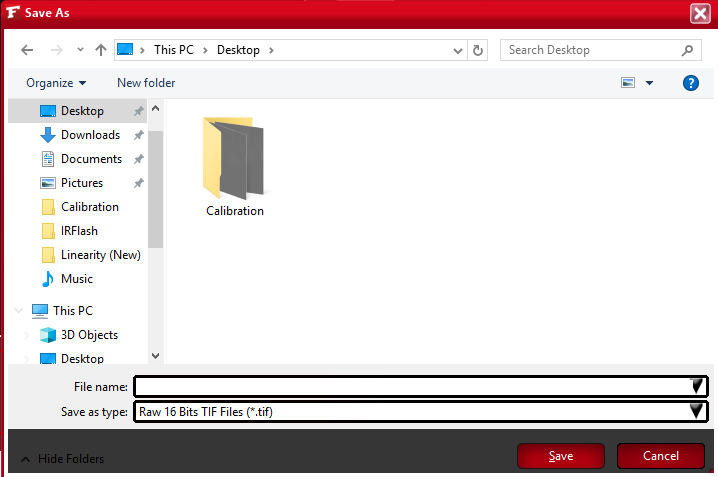 Save As
This PC
Desktop
Search Desktop
Organize
New folder
?
Desktop
Downloads
Documents
Pictures
Calibration
IRFlash
Linearity (New)
Music
This PC
3D Objects
Desktop
Calibration
File name:
Save as type: Raw 16 Bits TIF Files (*.tif)
Hide Folders
Save
Cancel